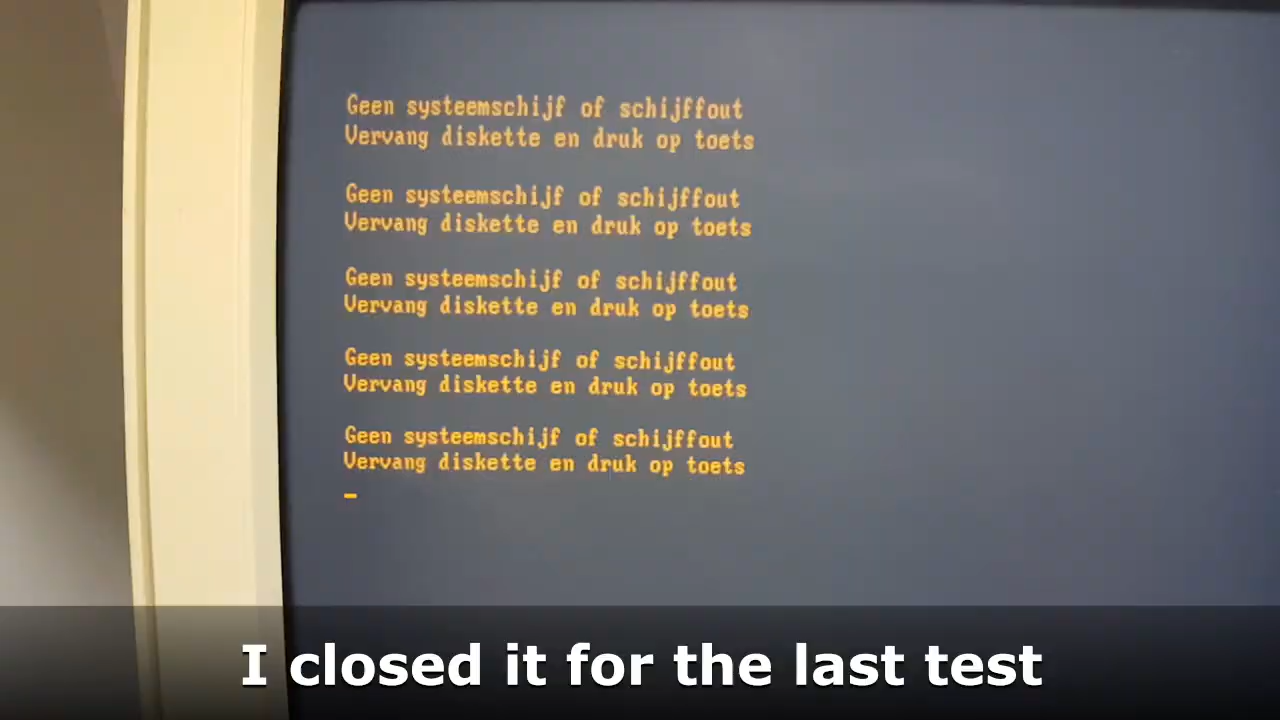 Geen systeemschijf of schijffout
Vervang diskette en druk op toets
Geen systeemschijf of schijffout
Vervang diskette en druk op toets
Geen systeemschijf of schijffout
Vervang diskette en druk op toets
Geen systeemschijf of schijffout
Vervang diskette en druk op toets
Geen systeemschijf of schijffout
Vervang diskette en druk op toets
I closed it for the last test